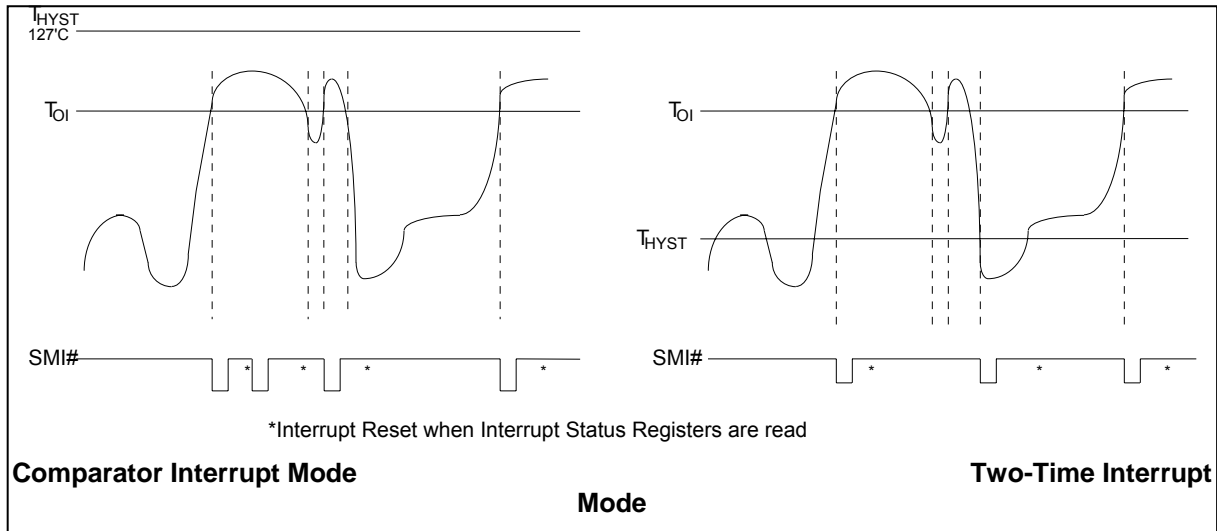 THYST
127'C
TOI
TOI
THYST
SMI#
* * *
*
SMI#
* * *
*Interrupt Reset when Interrupt Status Registers are read
Comparator Interrupt Mode
Two-Time Interrupt
Mode